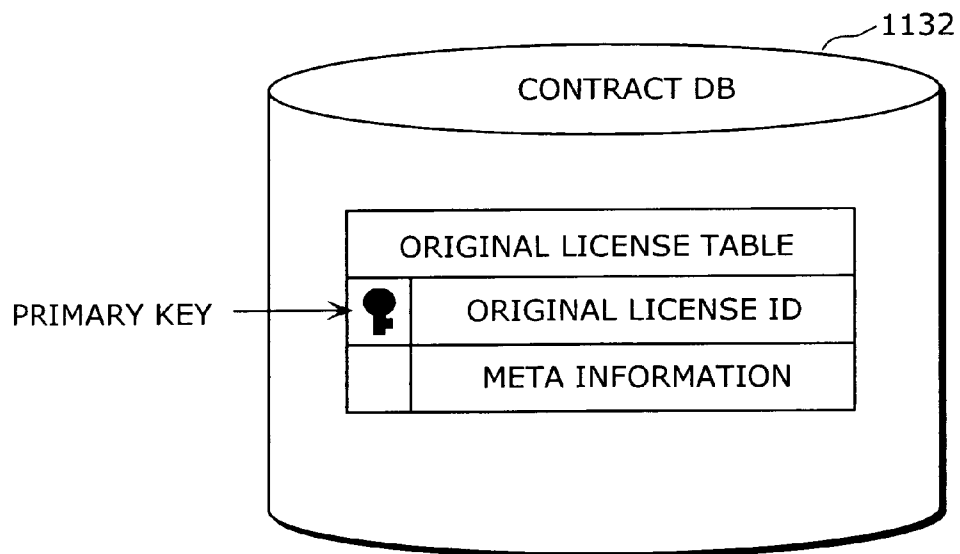 1132
CONTRACT DB
ORIGINAL LICENSE TABLE
PRIMARY KEY
ORIGINAL LICENSE ID
META INFORMATION